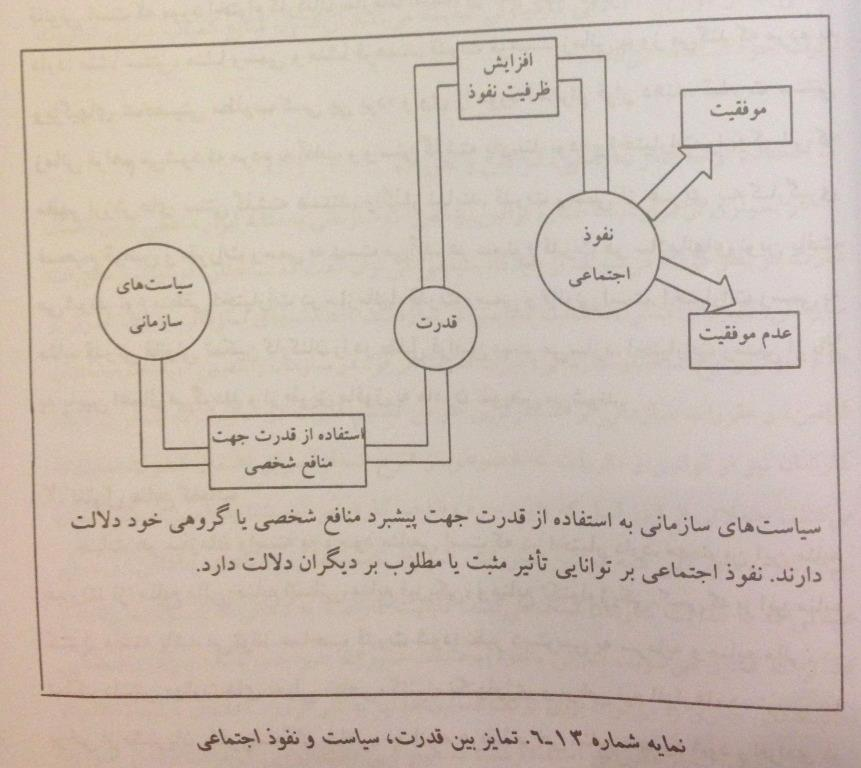 افزایش
ظرفیت نفوذ
موفقیت
نفوذ
اجتماعی
سیاست‌های
سازمانی
قدرت
عدم موفقیت
استفاده از قدرت جهت
منافع شخصی
سیاست‌های سازمانی به استفاده از قدرت جهت پیشبرد منافع شخصی یا گروهی خود دلالت
دارند. نفوذ اجتماعی بر توانایی تأثیر مثبت یا مطلوب بر دیگران دلالت دارد.
نمایه شماره ۱۳-۶. تمایز بین قدرت، سیاست و نفوذ اجتماعی